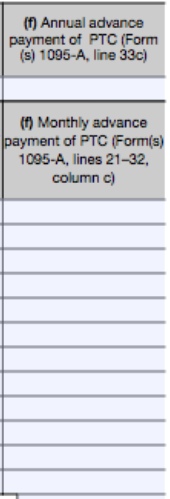 (f) Annual advance
payment of PTC (Form
(s) 1095-A, line 33c)
(f) Monthly advance
payment of PTC (Form(s)
1095-A, lines 21–32,
column c)